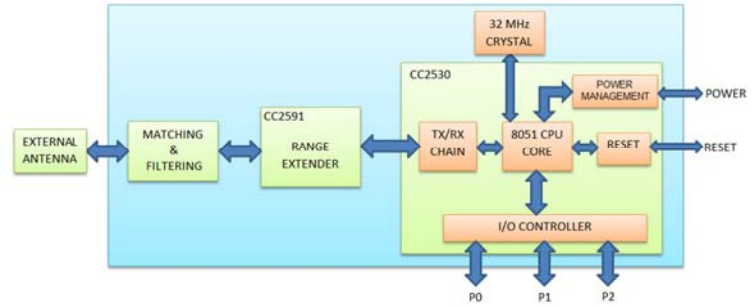 32 MHz
CRYSTAL
CC2530
POWER
MANAGEMENT
POWER
CC2591
EXTERNAL
ANTENNA
MATCHING
&
FILTERING
RANGE
EXTENDER
TX/RX
CHAIN
8051 CPU
CORE
RESET
RESET
I/O CONTROLLER
P0
P1
P2